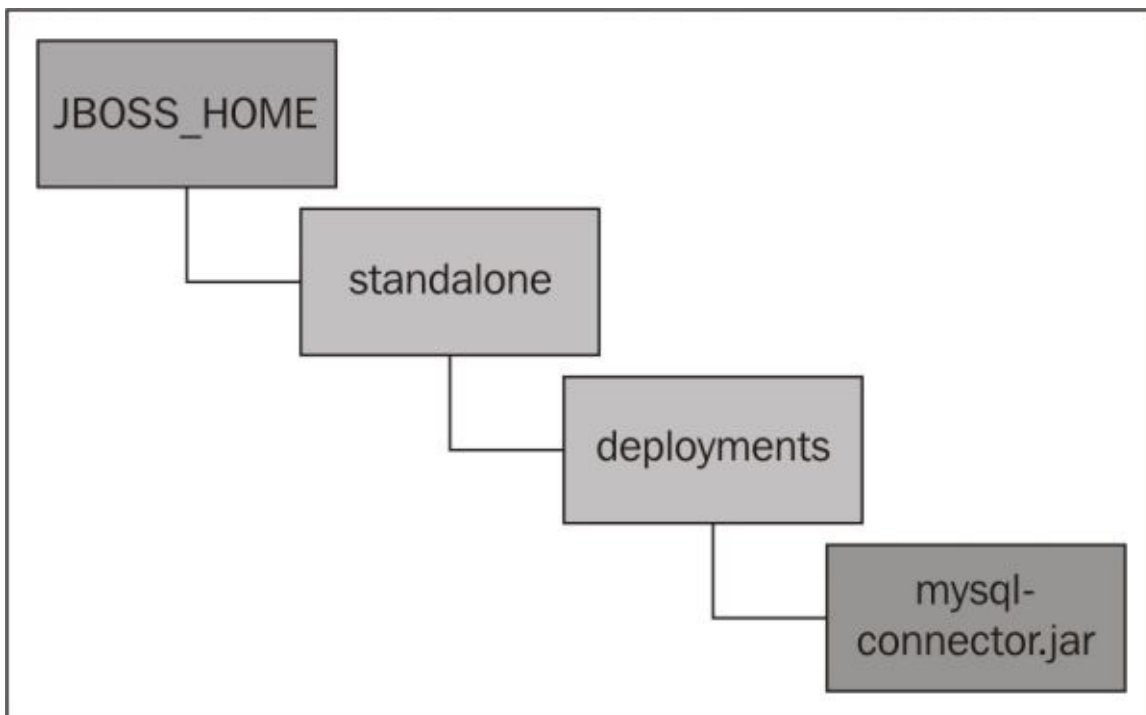 JBOSS_HOME
standalone
deployments
mysql-
connector.jar